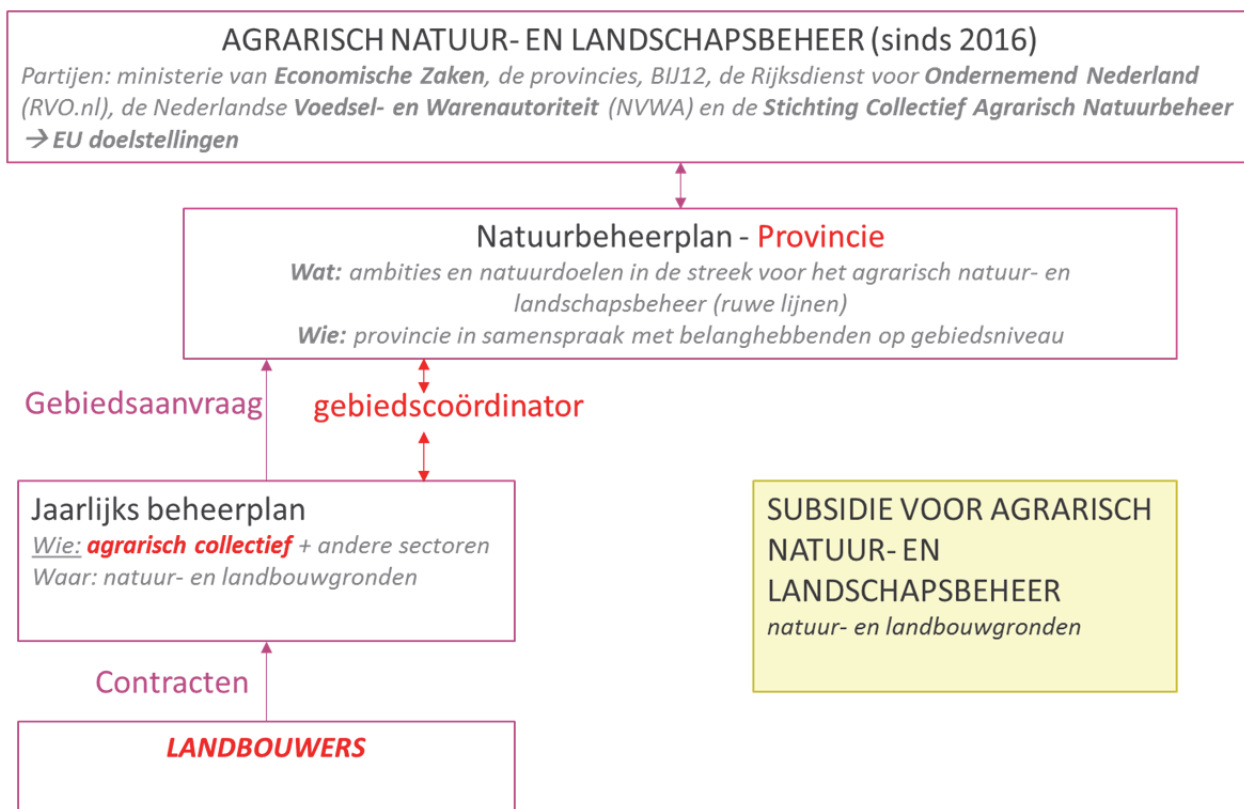 AGRARISCH NATUUR- EN LANDSCHAPSBEHEER (sinds 2016)
Partijen: ministerie van Economische Zaken, de provincies, BIJ12, de Rijksdienst voor Ondernemend Nederland
(RVO.nl), de Nederlandse Voedsel- en Warenautoriteit (NVWA) en de Stichting Collectief Agrarisch Natuurbeheer
→ EU doelstellingen
Natuurbeheerplan - Provincie
Wat: ambities en natuurdoelen in de streek voor het agrarisch natuur- en
landschapsbeheer (ruwe lijnen)
Wie: provincie in samenspraak met belanghebbenden op gebiedsniveau
Gebiedsaanvraag
gebiedscoördinator
Jaarlijks beheerplan
Wie: agrarisch collectief + andere sectoren
Waar: natuur- en landbouwgronden
SUBSIDIE VOOR AGRARISCH
NATUUR- EN
LANDSCHAPSBEHEER
natuur- en landbouwgronden
Contracten
LANDBOUWERS